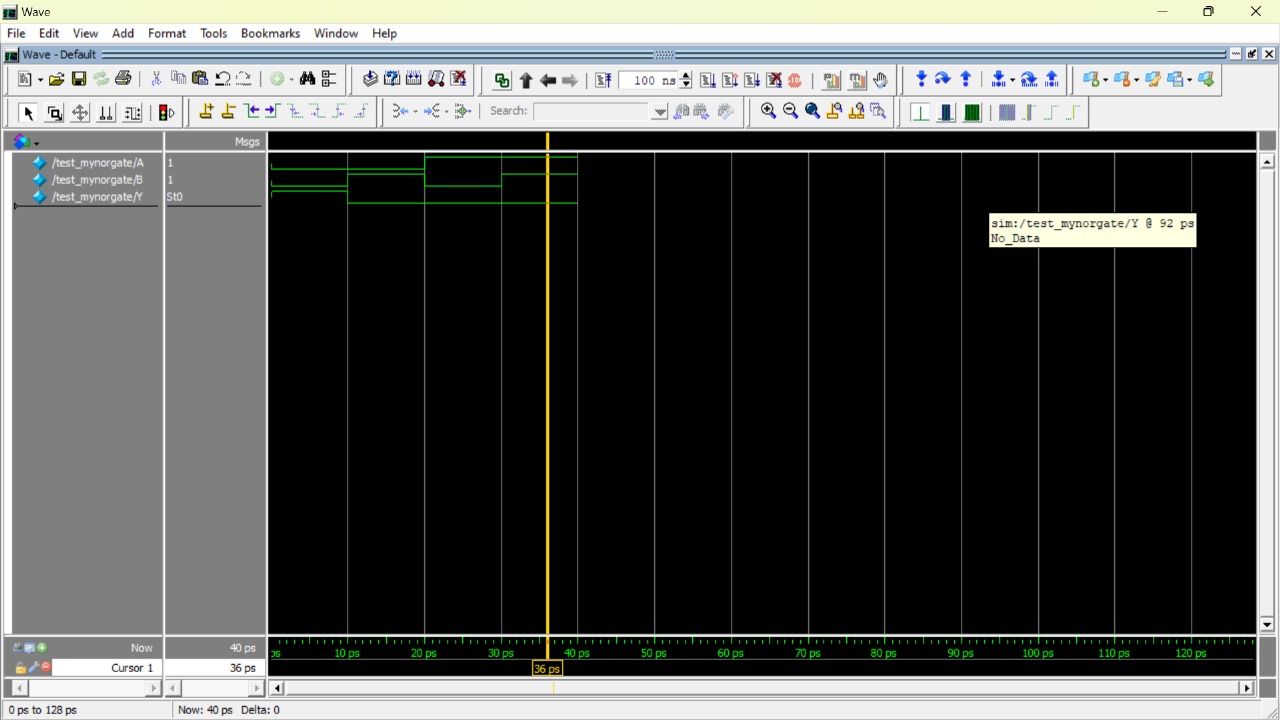 Wave
File Edit View Add Format Tools Bookmarks Window Help
Wave - Default
100 ns
Search:
Msgs
/test_mynorgate/A 1
/test_mynorgate/B 1
/test_mynorgate/Y St0
sim:/test_mynorgate/Y @ 92 ps
No_Data
Now 40 ps
ps 10 ps 20 ps 30 ps 40 ps 50 ps 60 ps 70 ps 80 ps 90 ps 100 ps 110 ps 120 ps
Cursor 1 36 ps 36 ps
0 ps to 128 ps Now: 40 ps Delta: 0